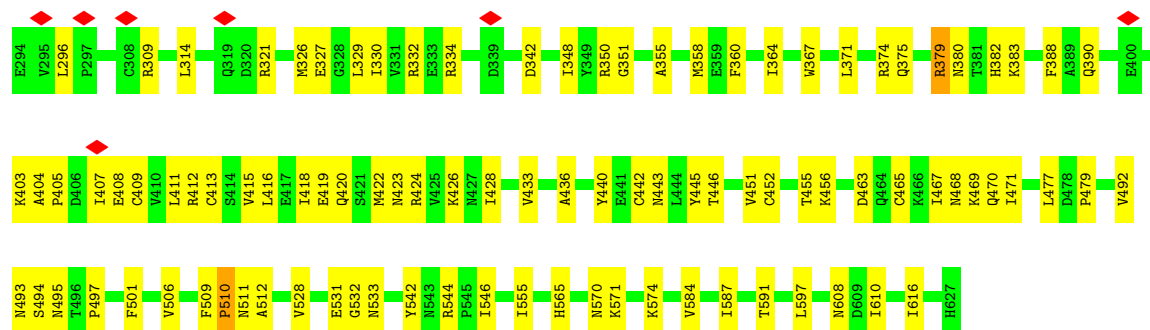 E294 V295 L296 P297 C308 R309 L314 Q319 D320 R321 M326 E327 G328 L329 I330 V331 R332 E333 R334 D339 D342 I348 Y349 R350 G351 A355 M358 E359 F360 I364 W367 L371 R374 Q375 R379 N380 T381 H382 K383 F388 A389 Q390 E400
K403 A404 P405 D406 I407 E408 C409 V410 L411 R412 C413 S414 V415 L416 E417 I418 E419 Q420 S421 M422 N423 R424 V425 K426 N427 I428 V433 A436 Y440 E441 C442 N443 L444 Y445 T446 V451 C452 T455 K456 D463 Q464 C465 K466 I467 N468 K469 Q470 I471 L477 D478 P479 V492
N493 S494 N495 T496 P497 F501 V506 F509 P510 N511 A512 V528 E531 G532 N533 Y542 N543 R544 P545 I546 I555 H565 N570 K571 K574 V584 I587 T591 L597 N608 D609 I610 I616 H627